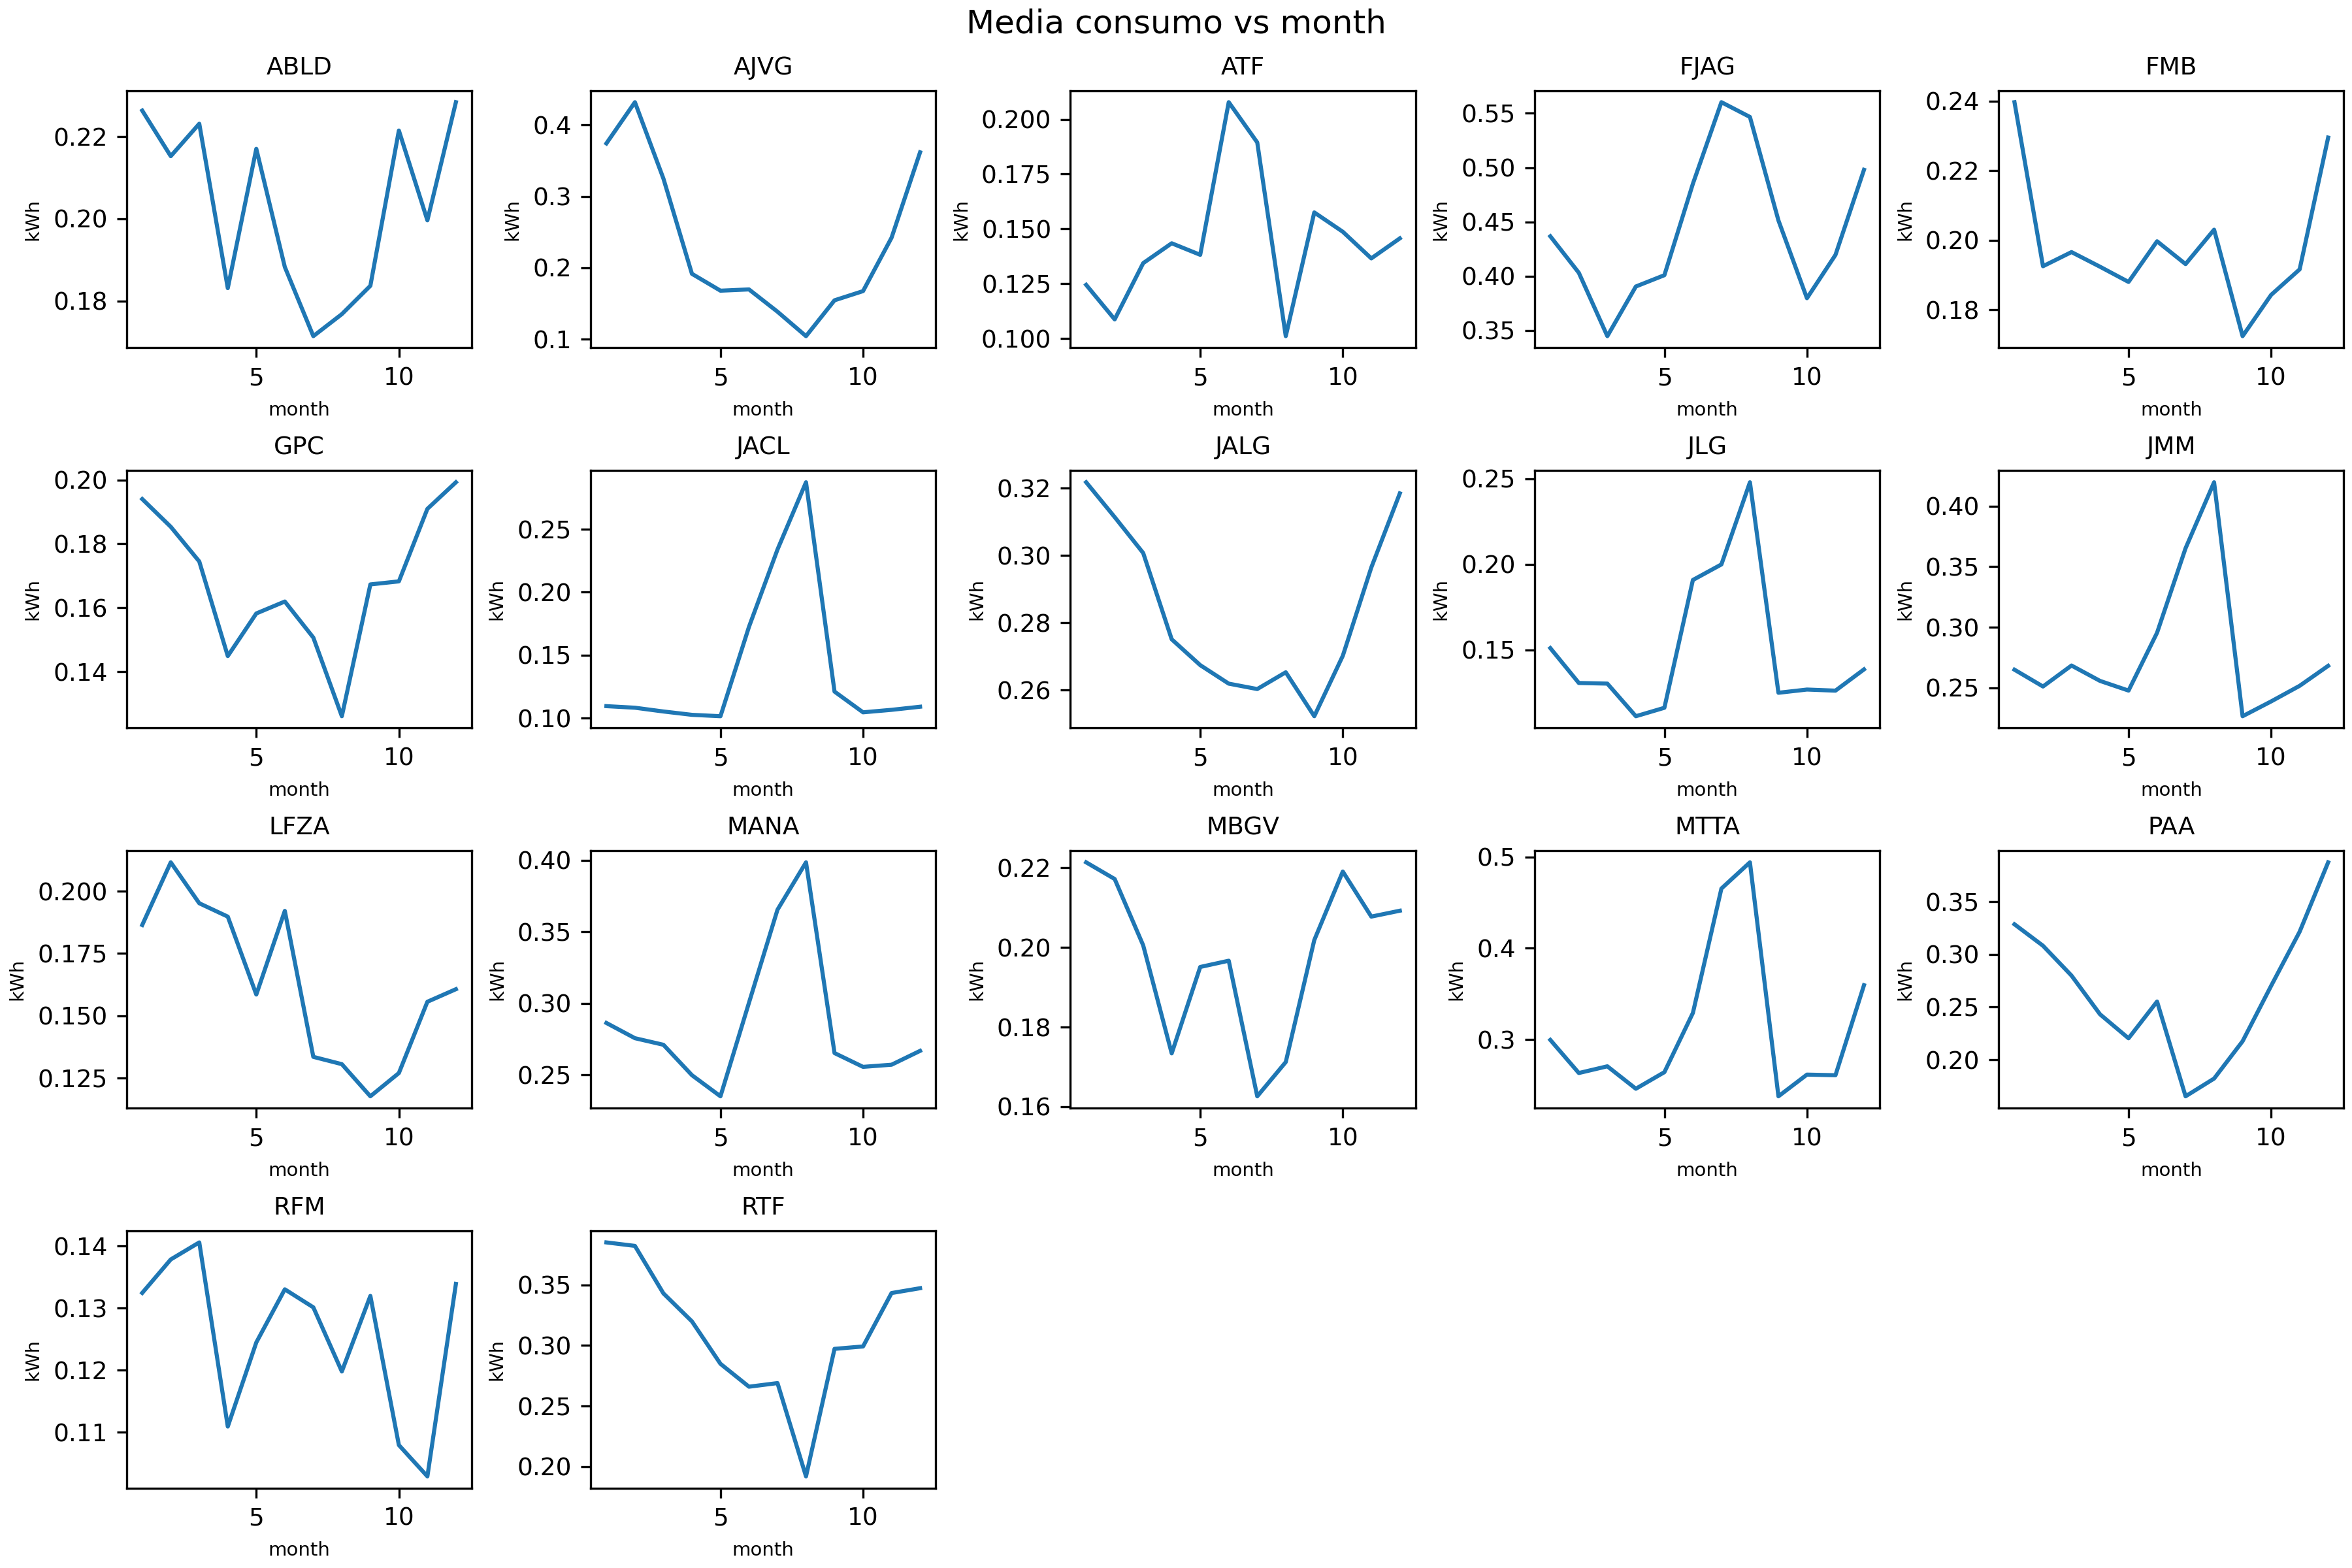 Media consumo vs month
ABLD
AJVG
ATF
FJAG
FMB
0.22
0.20
0.18
kWh
5
10
month
0.4
0.3
0.2
0.1
kWh
5
10
month
0.200
0.175
0.150
0.125
0.100
kWh
5
10
month
0.55
0.50
0.45
0.40
0.35
kWh
5
10
month
0.24
0.22
0.20
0.18
kWh
5
10
month
GPC
JACL
JALG
JLG
JMM
0.20
0.18
0.16
0.14
kWh
5
10
month
0.25
0.20
0.15
0.10
kWh
5
10
month
0.32
0.30
0.28
0.26
kWh
5
10
month
0.25
0.20
0.15
kWh
5
10
month
0.40
0.35
0.30
0.25
kWh
5
10
month
LFZA
MANA
MBGV
MTTA
PAA
0.200
0.175
0.150
0.125
kWh
5
10
month
0.40
0.35
0.30
0.25
kWh
5
10
month
0.22
0.20
0.18
0.16
kWh
5
10
month
0.5
0.4
0.3
kWh
5
10
month
0.35
0.30
0.25
0.20
kWh
5
10
month
RFM
RTF
0.14
0.13
0.12
0.11
kWh
5
10
month
0.35
0.30
0.25
0.20
kWh
5
10
month